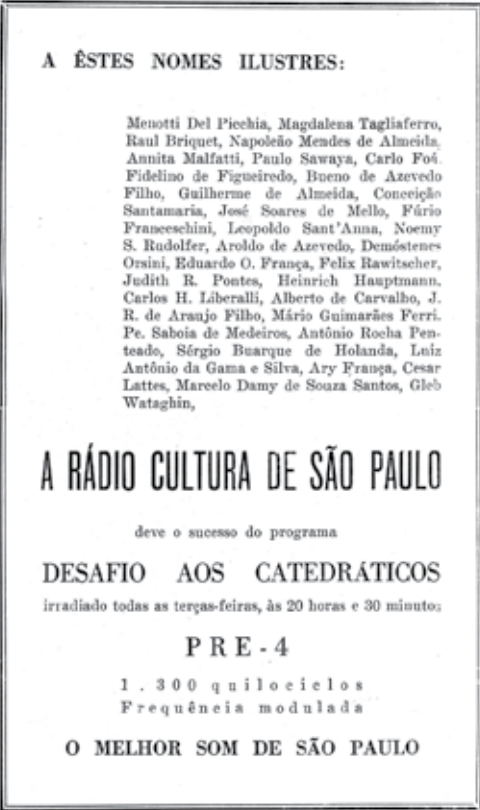 A ÊSTES NOMES ILUSTRES:
Menotti Del Picchia, Magdalena Tagliaferro,
Raul Briquet, Napoleão Mendes de Almeida,
Annita Malfatti, Paulo Sawaya, Carlo Foá.
Fidelino de Figueiredo, Bueno de Azevedo
Filho, Guilherme de Almeida, Conceição
Santamaria, José Soares de Mello, Fúrio
Franceschini, Leopoldo Sant'Anna, Noemy
S. Rudolfer, Aroldo de Azevedo, Demóstenes
Orsini, Eduardo O. França, Felix Rawitscher,
Judith R. Pontes, Heinrich Hauptmann.
Carlos H. Liberalli, Alberto de Carvalho, J.
R. de Araujo Filho, Mário Guimarães Ferri.
Pe. Saboia de Medeiros, Antônio Rocha Pen-
teado, Sérgio Buarque de Holanda, Luiz
Antônio da Gama e Silva, Ary França, Cesar
Lattes, Marcelo Damy de Souza Santos, Gleb
Wataghin,
A RÁDIO CULTURA DE SÃO PAULO
deve o sucesso do programa
DESAFIO AOS CATEDRÁTICOS
irradiado todas as terças-feiras, às 20 horas e 30 minutos
PRE-4
1.300 quilociclos
Frequência modulada
O MELHOR SOM DE SÃO PAULO